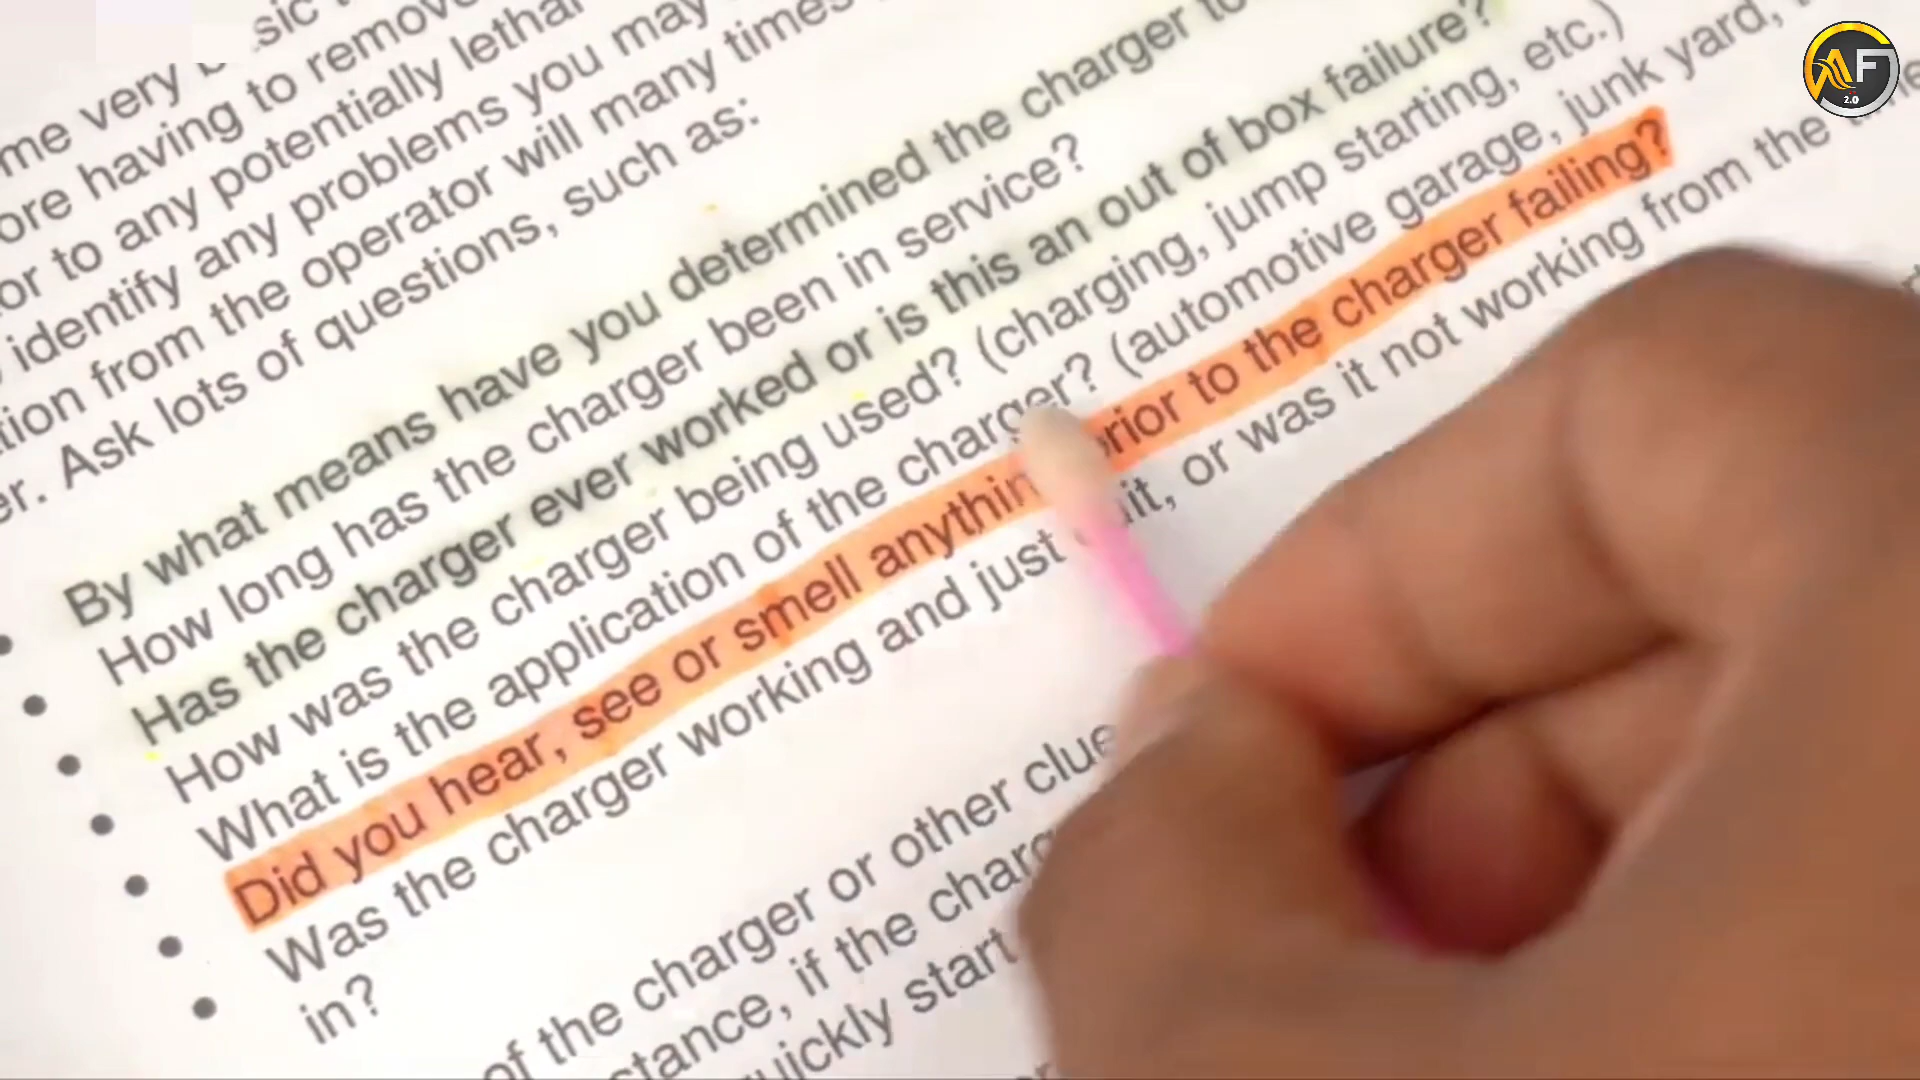 sic
me very
ore having to remove
or to any potentially lethal
identify any problems you may
tion from the operator will many times
er. Ask lots of questions, such as:
By what means have you determined the charger to
How long has the charger been in service?
Has the charger ever worked or is this an out of box failure?
How was the charger being used? (charging, jump starting, etc.)
What is the application of the charger? (automotive garage, junk yard,
Did you hear, see or smell anythin prior to the charger failing?
Was the charger working and just it, or was it not working from the
in?
of the charger or other clue
stance, if the charg
uickly start
AF
2.0